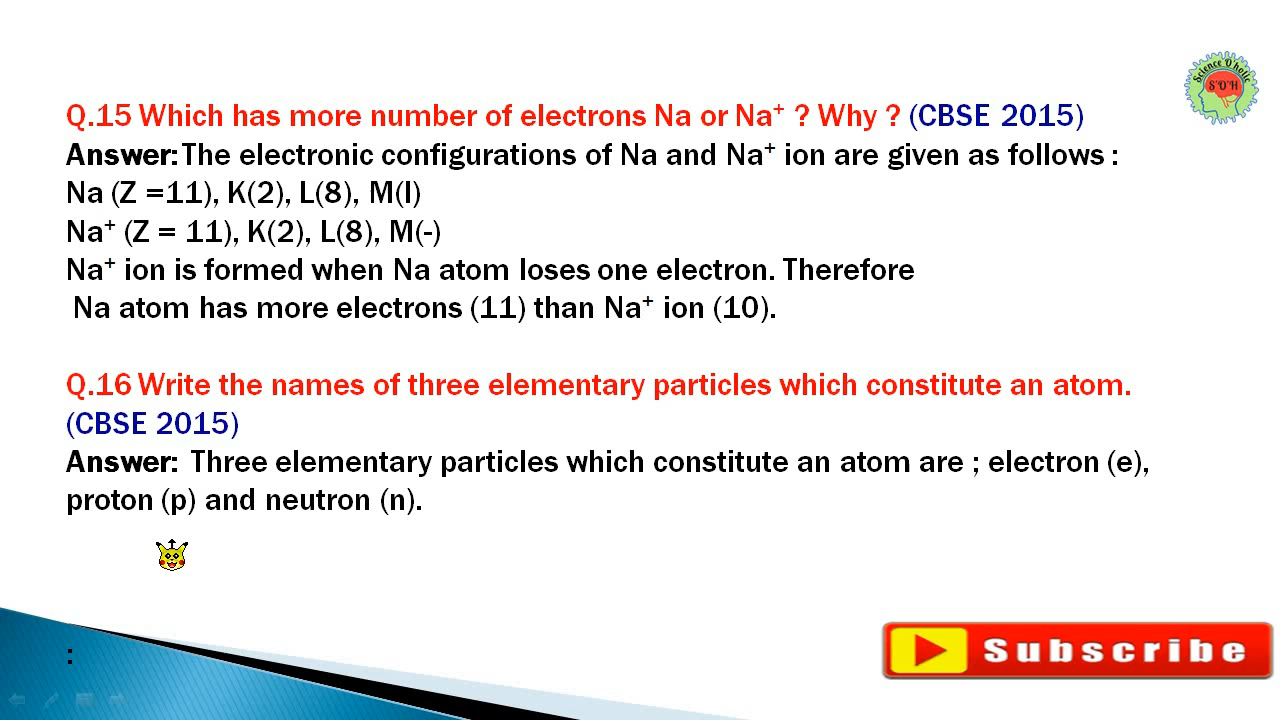 Science O'holic
S'O'H
Q.15 Which has more number of electrons Na or Na⁺ ? Why ? (CBSE 2015)
Answer:The electronic configurations of Na and Na⁺ ion are given as follows :
Na (Z =11), K(2), L(8), M(l)
Na⁺ (Z = 11), K(2), L(8), M(-)
Na⁺ ion is formed when Na atom loses one electron. Therefore
Na atom has more electrons (11) than Na⁺ ion (10).
Q.16 Write the names of three elementary particles which constitute an atom.
(CBSE 2015)
Answer: Three elementary particles which constitute an atom are ; electron (e),
proton (p) and neutron (n).
:
Subscribe